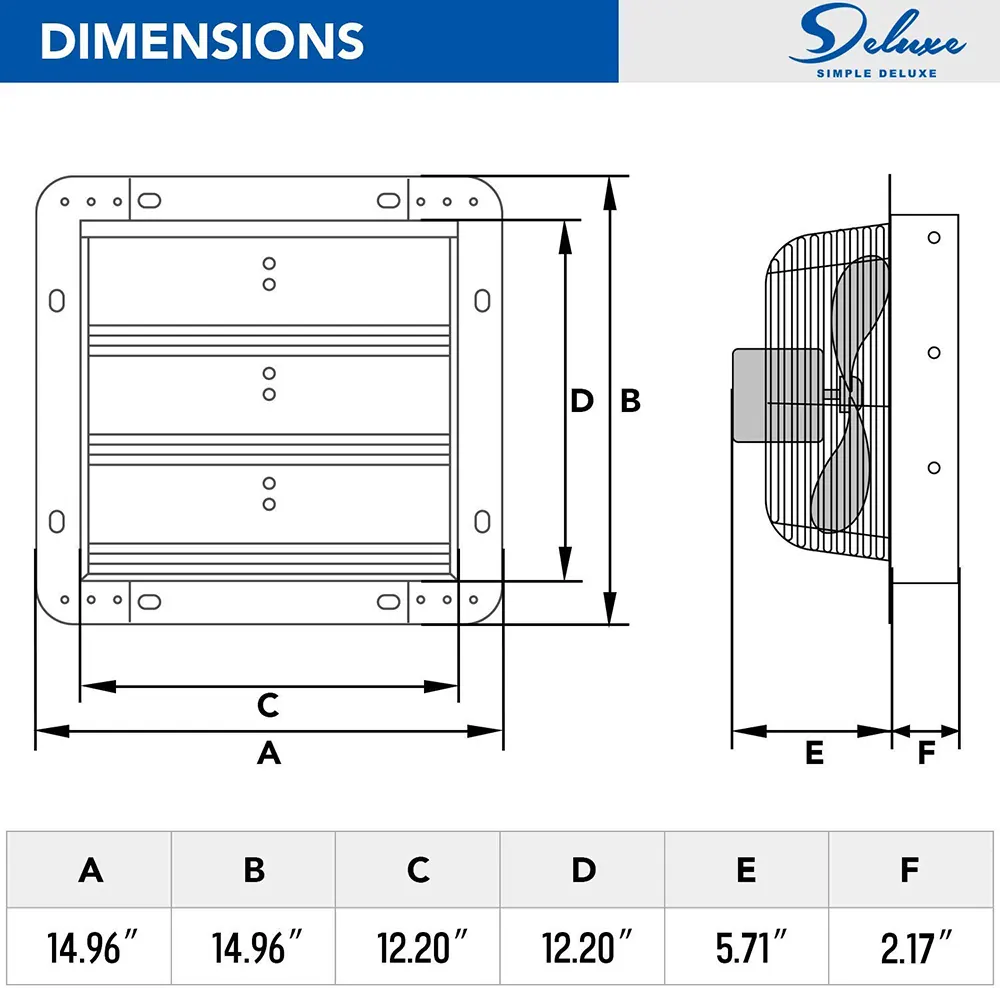 DIMENSIONS
Deluxe
SIMPLE DELUXE
D
B
C
A
E
F
A B C D E F
14.96″ 14.96″ 12.20″ 12.20″ 5.71″ 2.17″